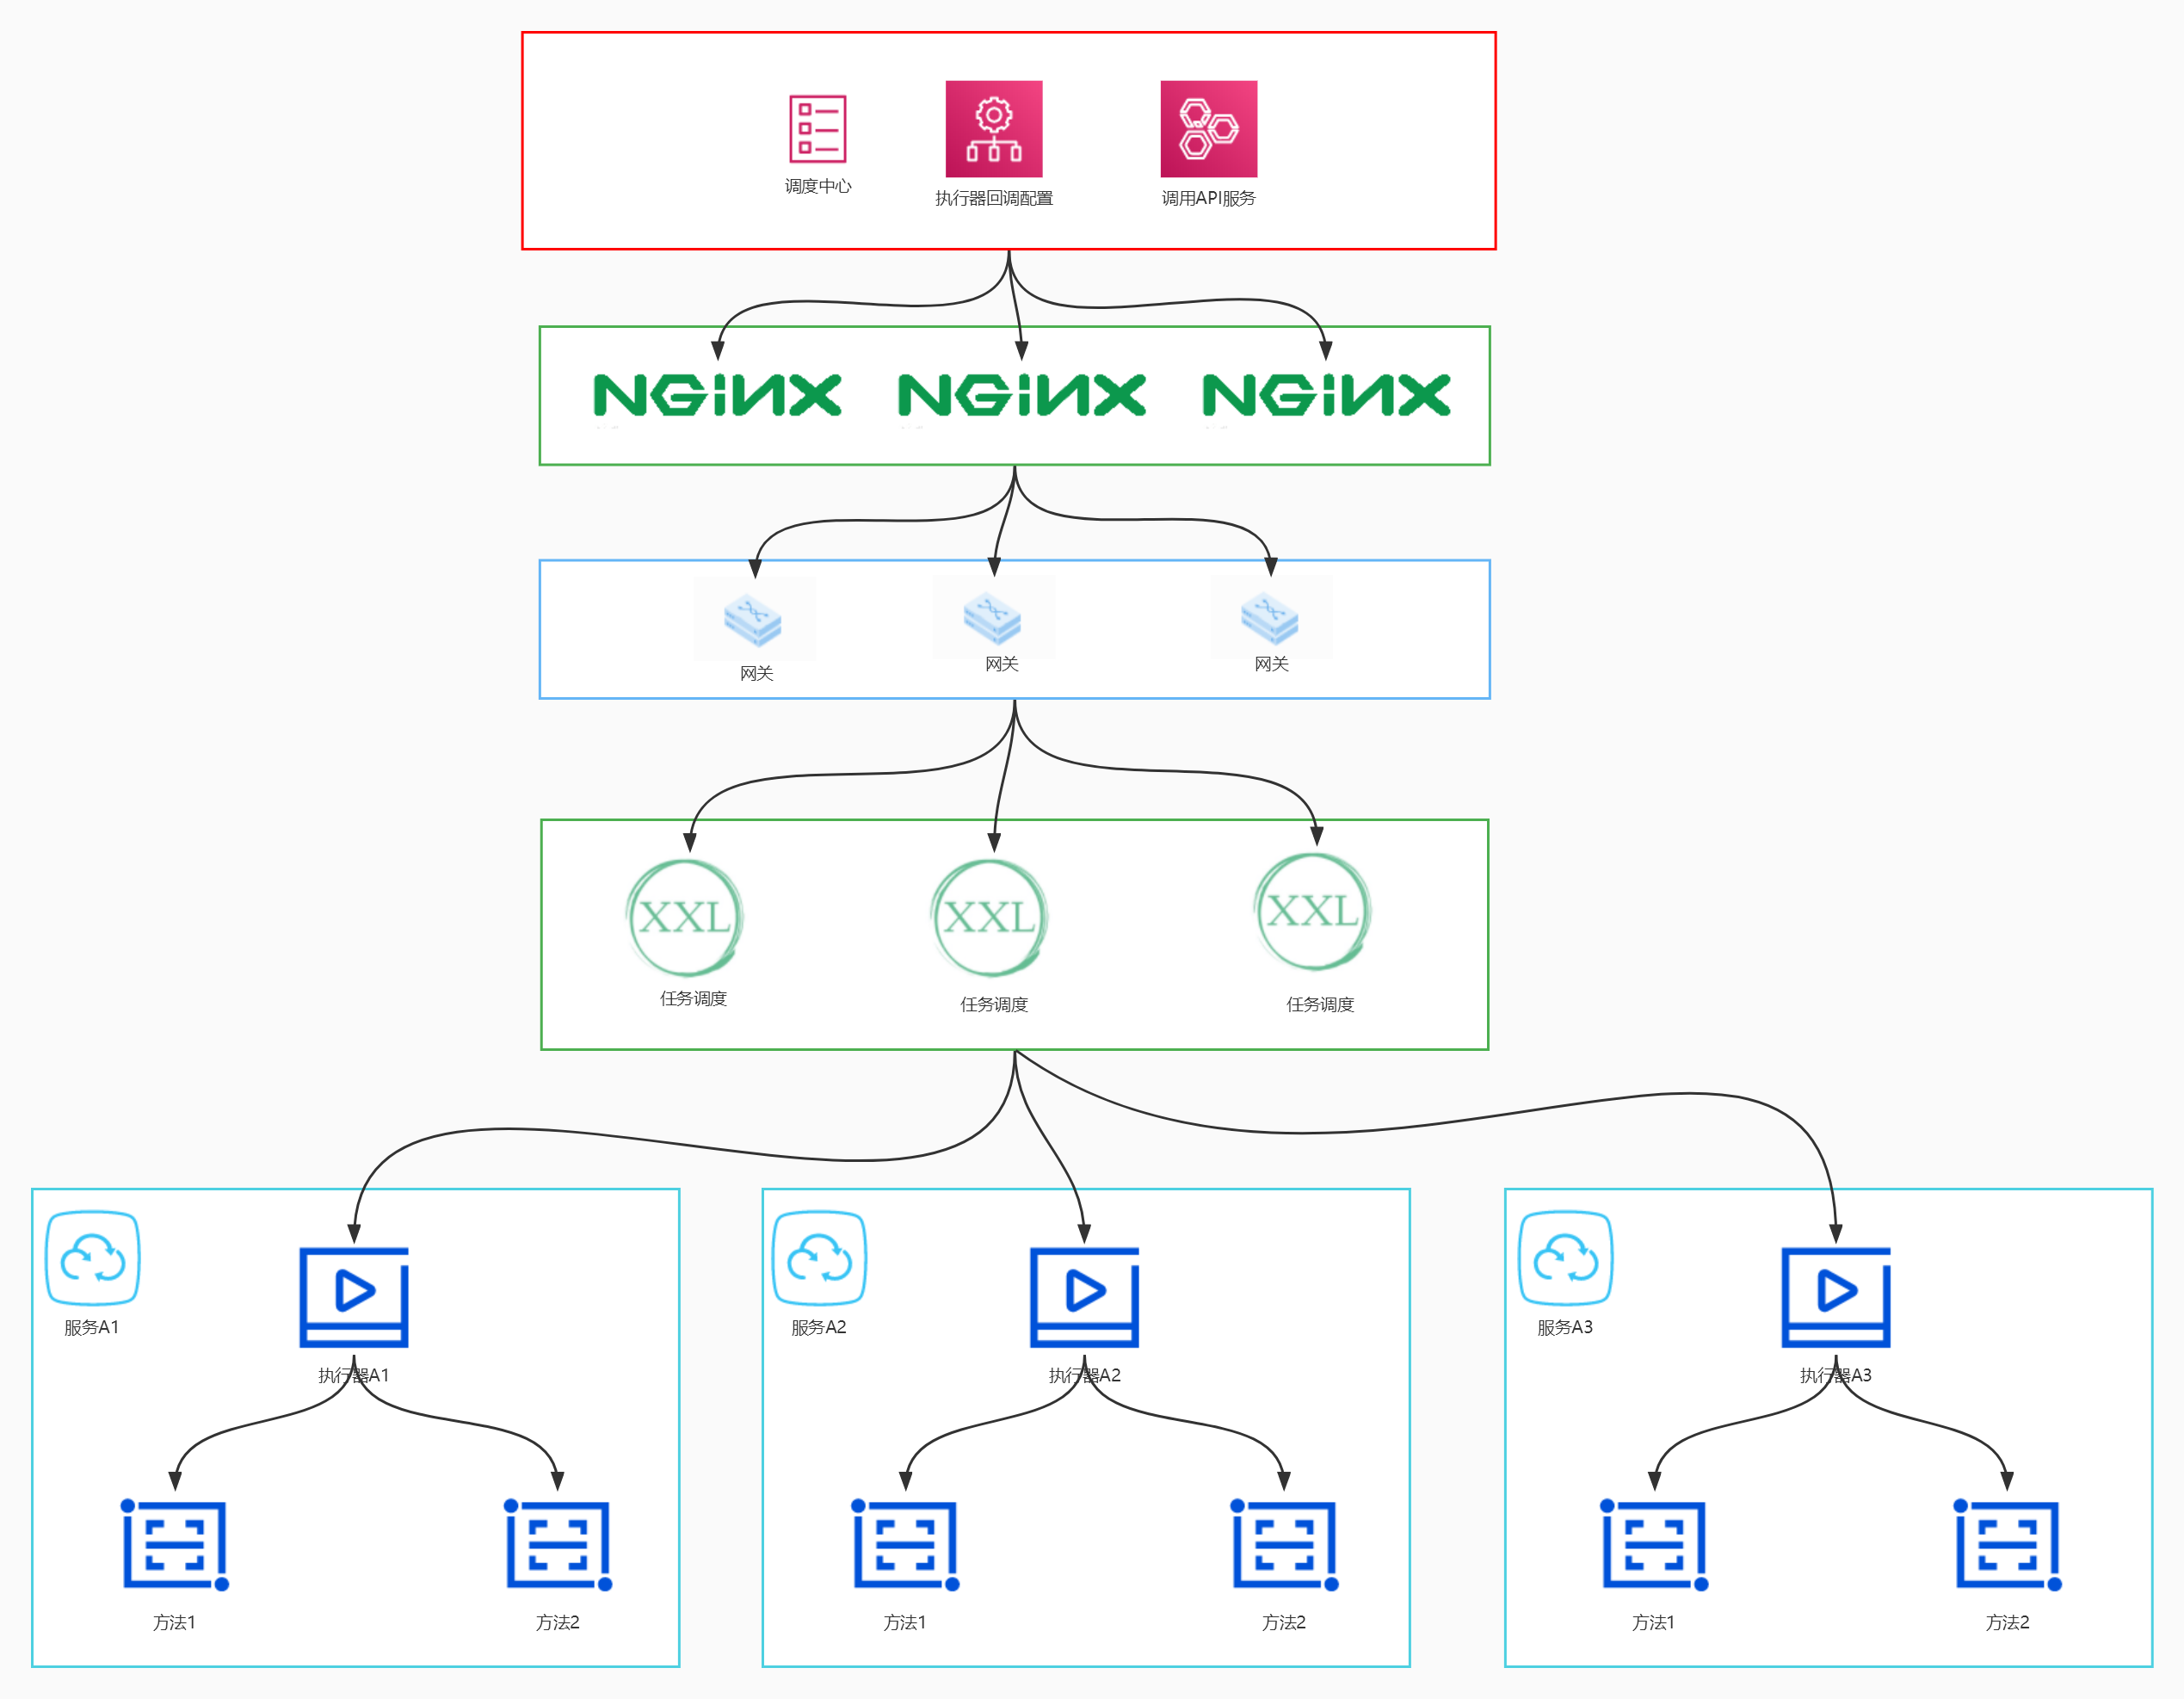 调度中心
执行器回调配置
调用API服务
NGiNX
NGiNX
NGiNX
网关
网关
网关
XXL
XXL
XXL
任务调度
任务调度
任务调度
服务A1
执行器A1
方法1
方法2
服务A2
执行器A2
方法1
方法2
服务A3
执行器A3
方法1
方法2